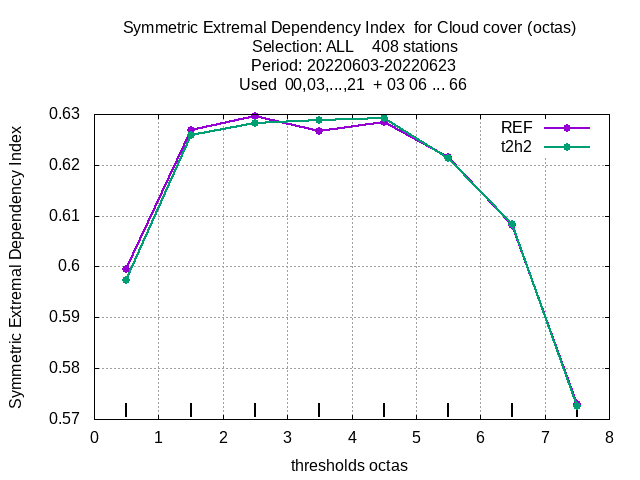 Symmetric Extremal Dependency Index  for Cloud cover (octas)
Selection: ALL    408 stations
Period: 20220603-20220623
Used  00,03,...,21  + 03 06 ... 66
Symmetric Extremal Dependency Index
0.63
0.62
0.61
0.6
0.59
0.58
0.57
REF
t2h2
0 1 2 3 4 5 6 7 8
thresholds octas